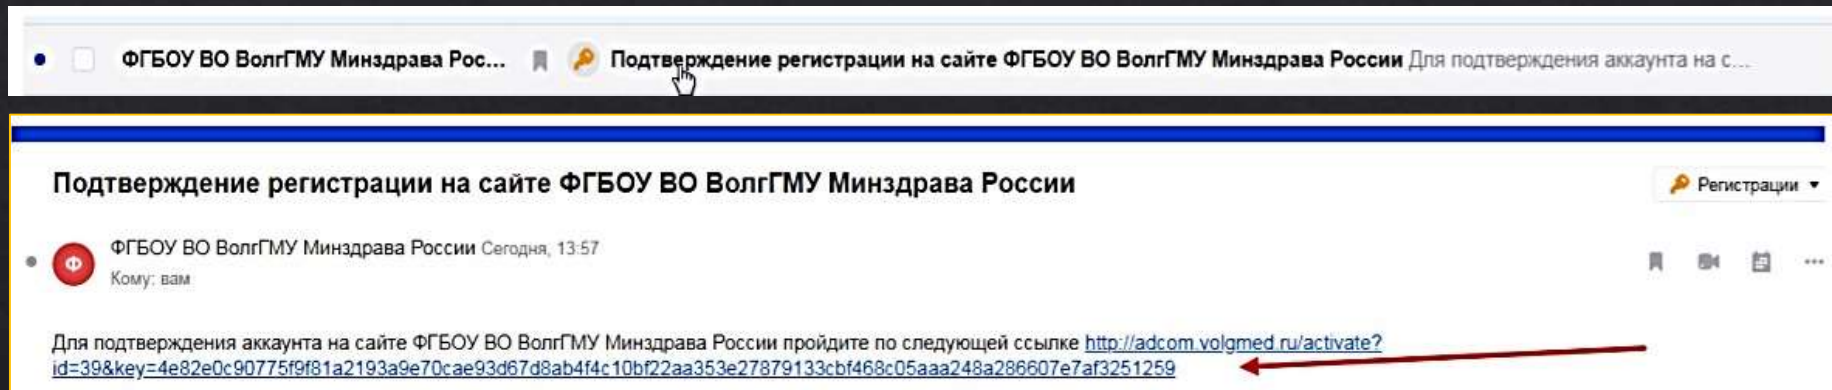 ФГБОУ ВО ВолгГМУ Минздрава Рос... Подтверждение регистрации на сайте ФГБОУ ВО ВолгГМУ Минздрава России Для подтверждения аккаунта на с...
Подтверждение регистрации на сайте ФГБОУ ВО ВолгГМУ Минздрава России
Регистрации
Ф
ФГБОУ ВО ВолгГМУ Минздрава России Сегодня, 13:57
Кому: вам
Для подтверждения аккаунта на сайте ФГБОУ ВО ВолгГМУ Минздрава России пройдите по следующей ссылке http://adcom.volgmed.ru/activate?
id=39&key=4e82e0c90775f9f81a2193a9e70cae93d67d8ab4f4c10bf22aa353e27879133cbf468c05aaa248a286607e7af3251259